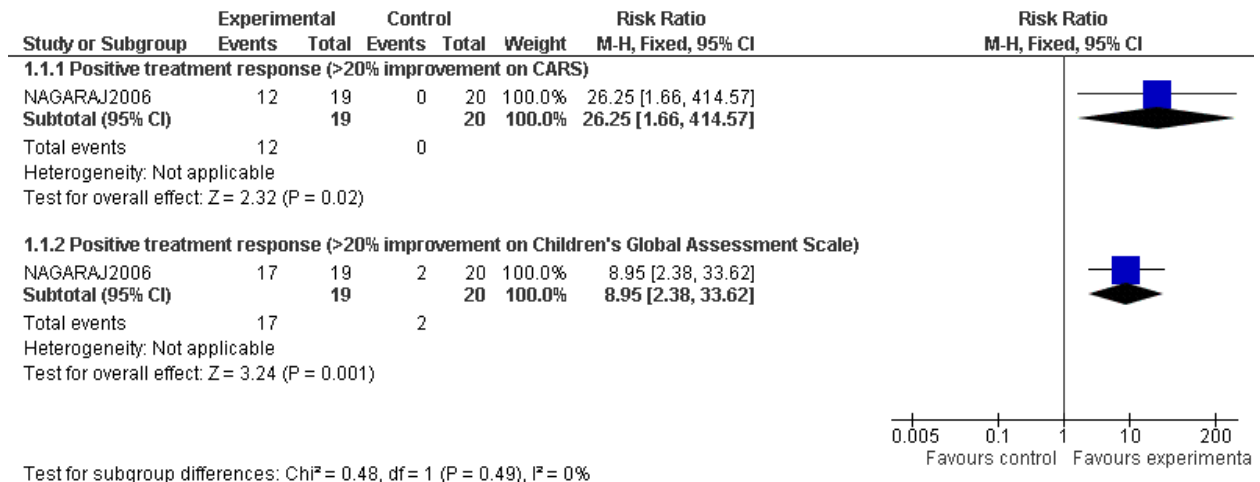 Experimental Control Risk Ratio Risk Ratio
Study or Subgroup Events Total Events Total Weight M-H, Fixed, 95% CI M-H, Fixed, 95% CI
1.1.1 Positive treatment response (>20% improvement on CARS)
NAGARAJ2006 12 19 0 20 100.0% 26.25 [1.66, 414.57]
Subtotal (95% CI) 19 20 100.0% 26.25 [1.66, 414.57]
Total events 12 0
Heterogeneity: Not applicable
Test for overall effect: Z = 2.32 (P = 0.02)
1.1.2 Positive treatment response (>20% improvement on Children's Global Assessment Scale)
NAGARAJ2006 17 19 2 20 100.0% 8.95 [2.38, 33.62]
Subtotal (95% CI) 19 20 100.0% 8.95 [2.38, 33.62]
Total events 17 2
Heterogeneity: Not applicable
Test for overall effect: Z = 3.24 (P = 0.001)
0.005 0.1 1 10 200
Favours control Favours experimenta
Test for subgroup differences: Chi² = 0.48, df = 1 (P = 0.49), I² = 0%